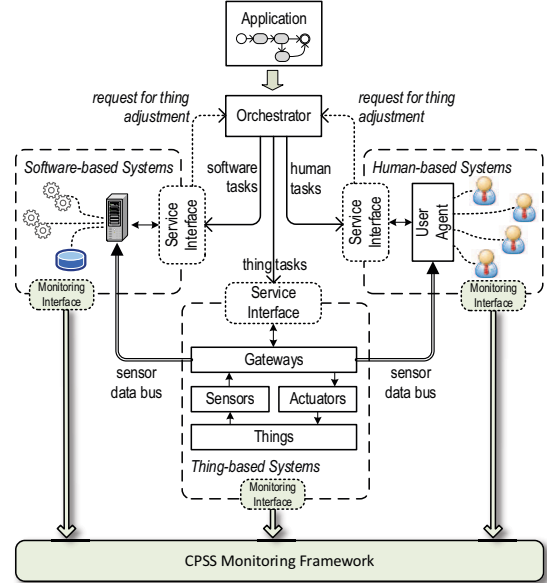 Application
request for thing
adjustment
Orchestrator
request for thing
adjustment
Software-based Systems
software
tasks
human
tasks
Human-based Systems
Service
Interface
Service
Interface
User
Agent
Monitoring
Interface
thing tasks
Service
Interface
Monitoring
Interface
sensor
data bus
Gateways
sensor
data bus
Sensors
Actuators
Things
Thing-based Systems
Monitoring
Interface
CPSS Monitoring Framework